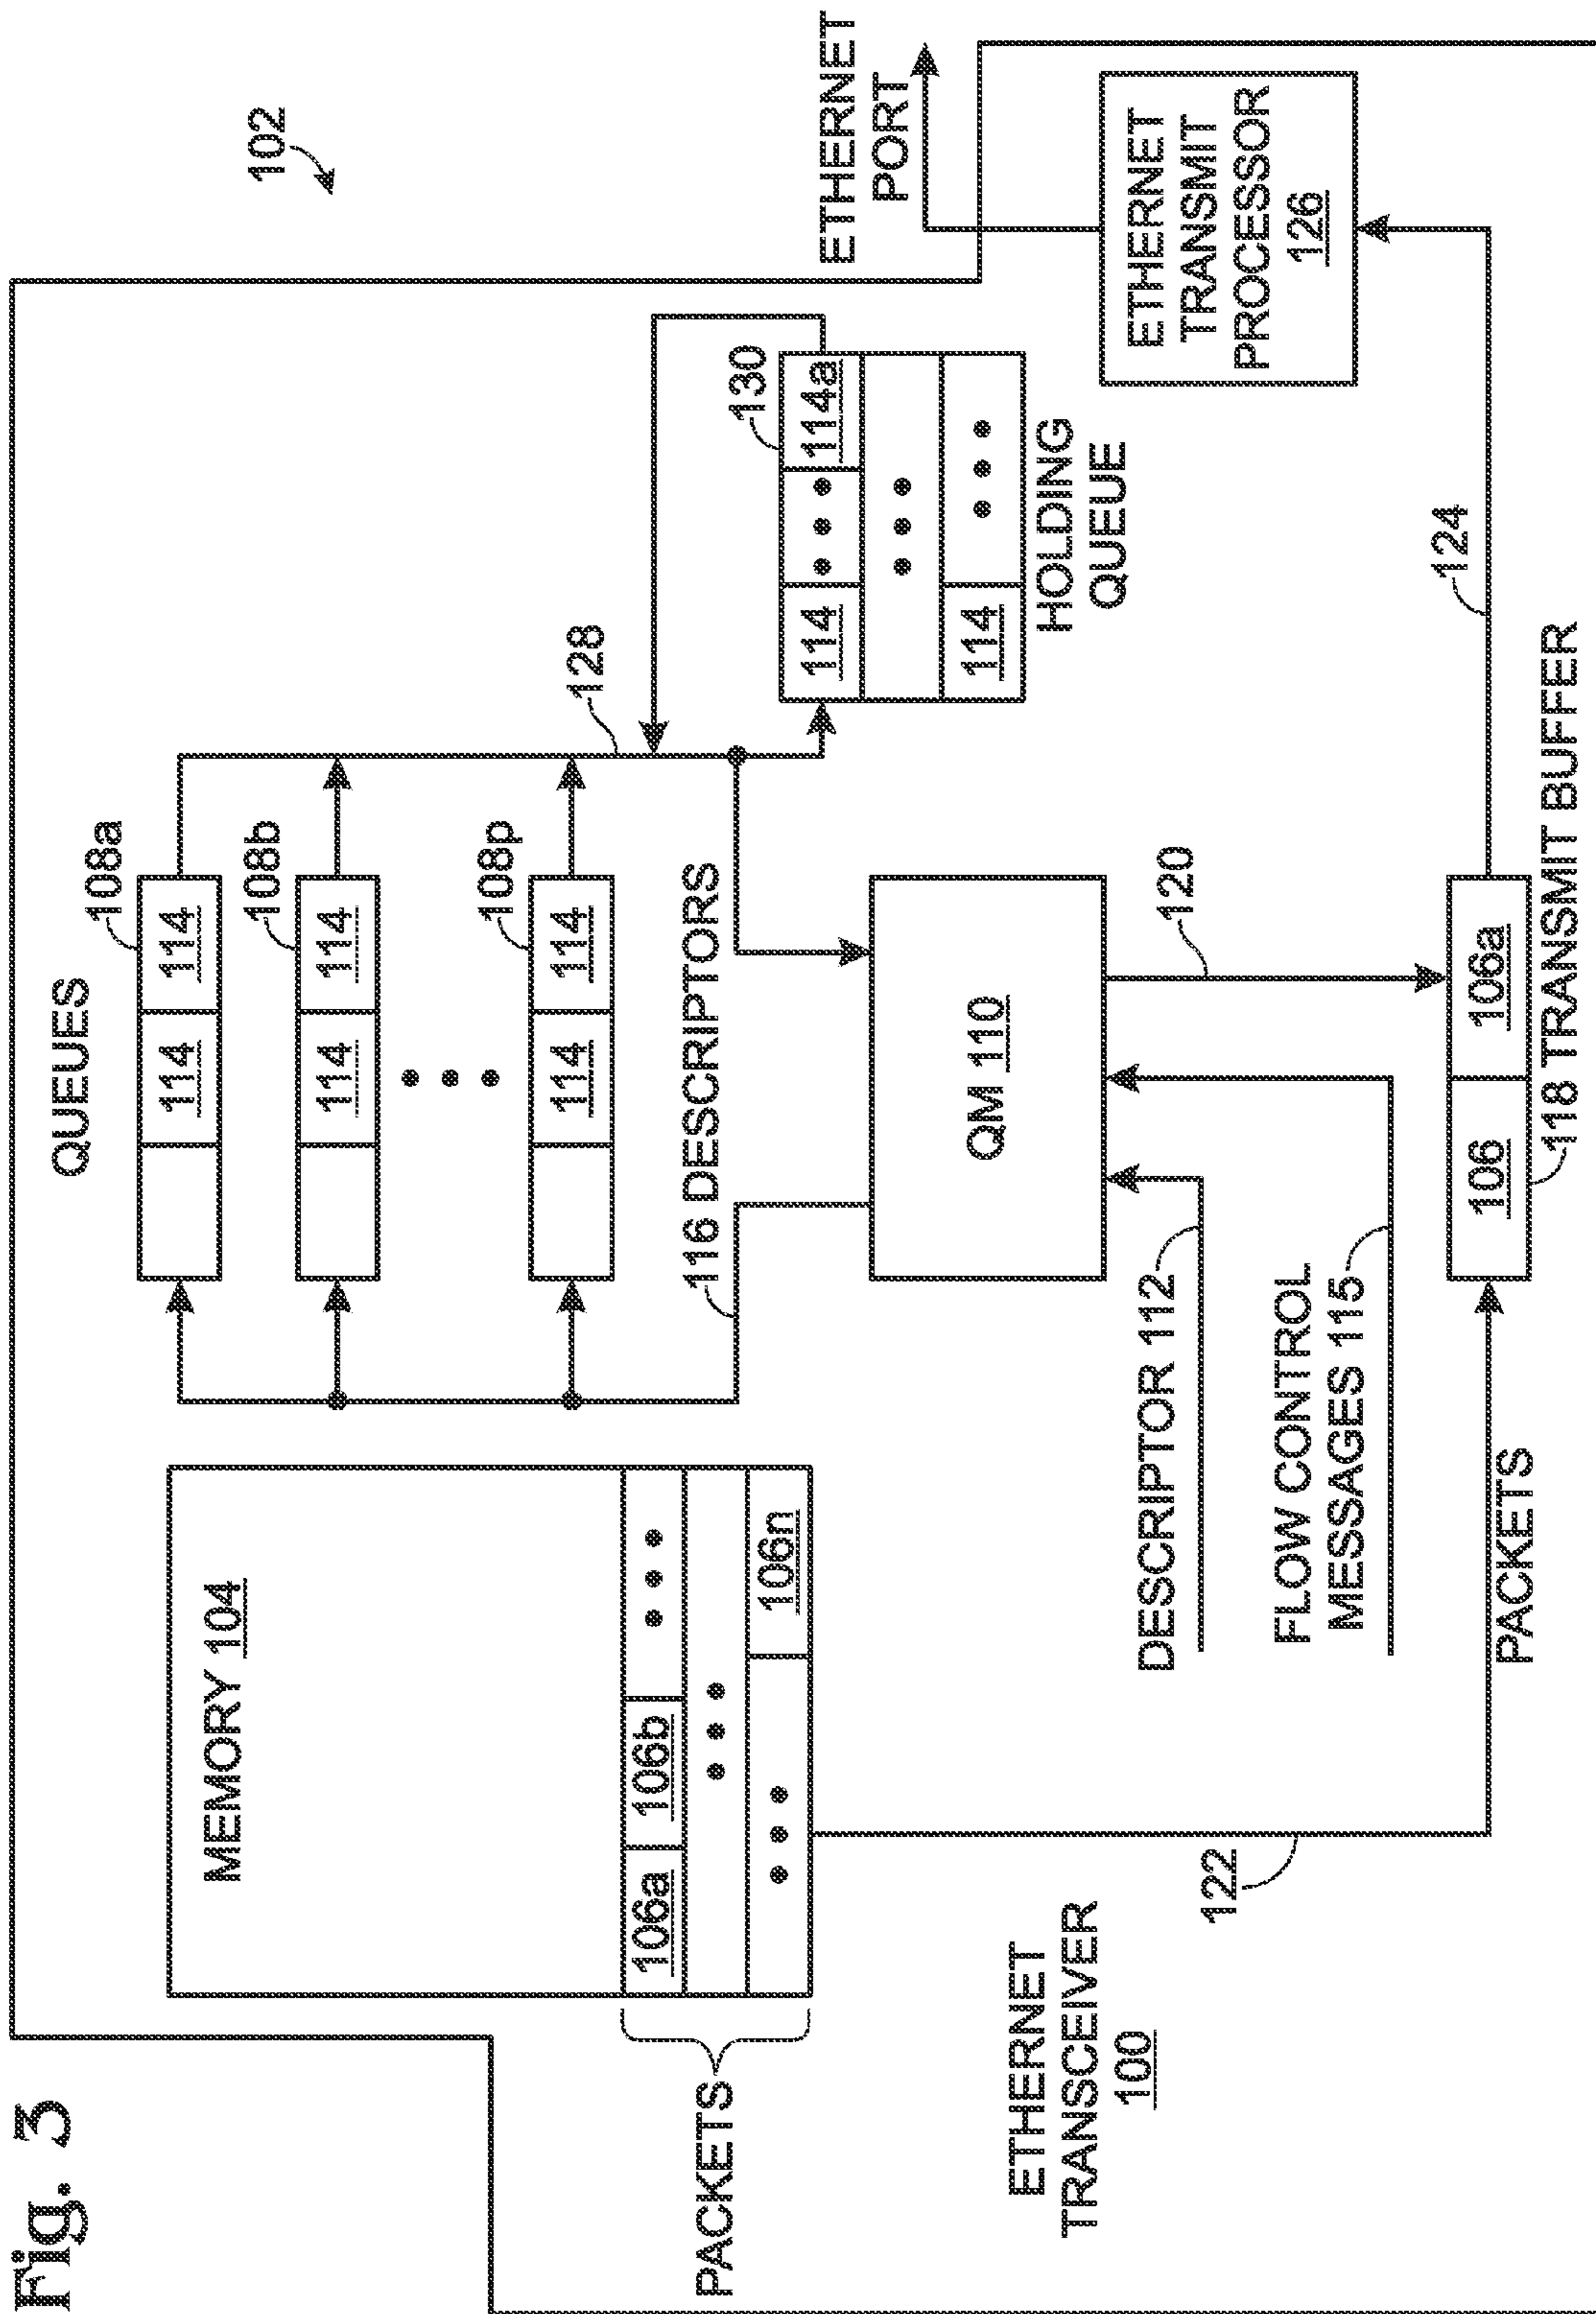 Fig. 3
102
QUEUES
108a
114
114
108b
114
114
108p
114
114
MEMORY 104
106a
106b
106n
PACKETS
116 DESCRIPTORS
128
130
114
114a
114
HOLDING
QUEUE
ETHERNET
PORT
QM 110
DESCRIPTOR 112
FLOW CONTROL
MESSAGES 115
120
ETHERNET
TRANSMIT
PROCESSOR
126
ETHERNET
TRANSCEIVER
100
122
PACKETS
106
106a
118 TRANSMIT BUFFER
124